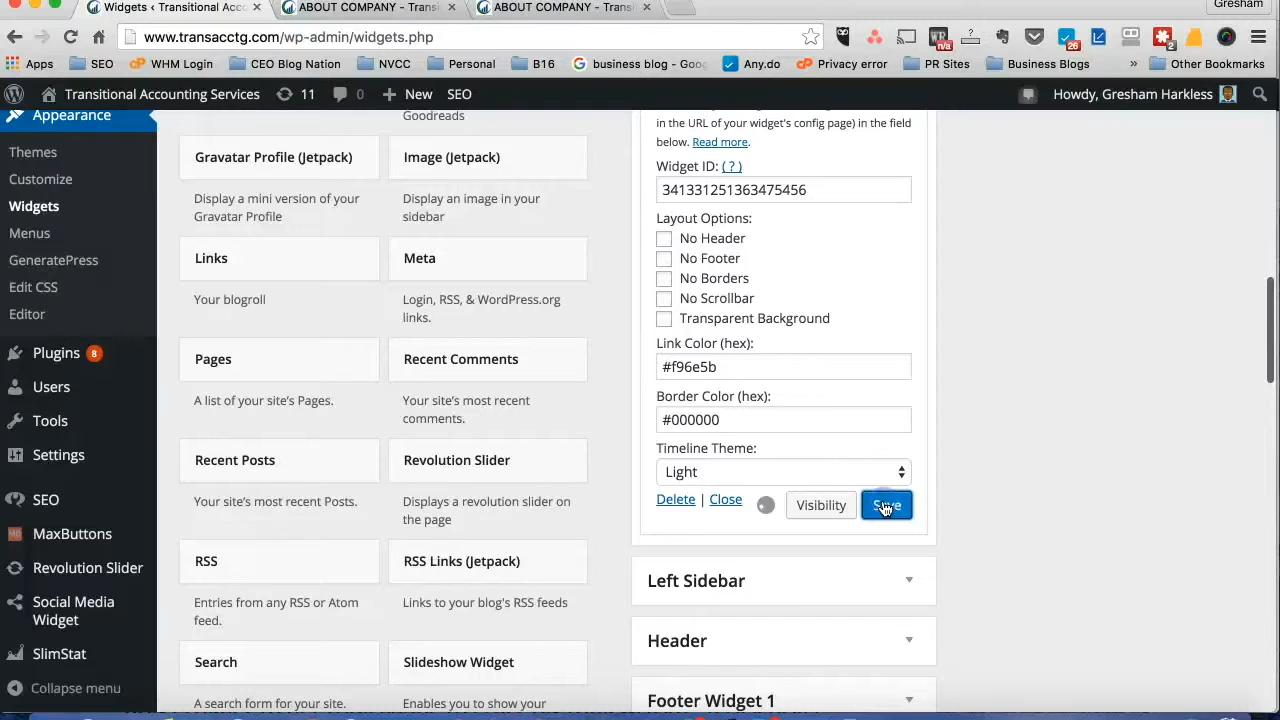 Widgets ‹ Transitional Acco
ABOUT COMPANY - Transi
ABOUT COMPANY - Transi
Gresham
www.transacctg.com/wp-admin/widgets.php
n/a
26
2
Apps
SEO
WHM Login
CEO Blog Nation
NVCC
Personal
B16
business blog - Goo
Any.do
Privacy error
PR Sites
Business Blogs
»
Other Bookmarks
Transitional Accounting Services
11
0
New
SEO
Howdy, Gresham Harkless
Appearance
Themes
Customize
Widgets
Menus
GeneratePress
Edit CSS
Editor
Plugins 8
Users
Tools
Settings
SEO
MaxButtons
Revolution Slider
Social Media
Widget
SlimStat
Collapse menu
Goodreads
Gravatar Profile (Jetpack)
Display a mini version of your
Gravatar Profile
Image (Jetpack)
Display an image in your
sidebar
Links
Your blogroll
Meta
Login, RSS, & WordPress.org
links.
Pages
A list of your site's Pages.
Recent Comments
Your site's most recent
comments.
Recent Posts
Your site's most recent Posts.
Revolution Slider
Displays a revolution slider on
the page
RSS
Entries from any RSS or Atom
feed.
RSS Links (Jetpack)
Links to your blog's RSS feeds
Search
A search form for your site.
Slideshow Widget
Enables you to show your
in the URL of your widget's config page) in the field
below. Read more.
Widget ID: ( ? )
341331251363475456
Layout Options:
No Header
No Footer
No Borders
No Scrollbar
Transparent Background
Link Color (hex):
#f96e5b
Border Color (hex):
#000000
Timeline Theme:
Light
Delete | Close
Visibility
Save
Left Sidebar
Header
Footer Widget 1